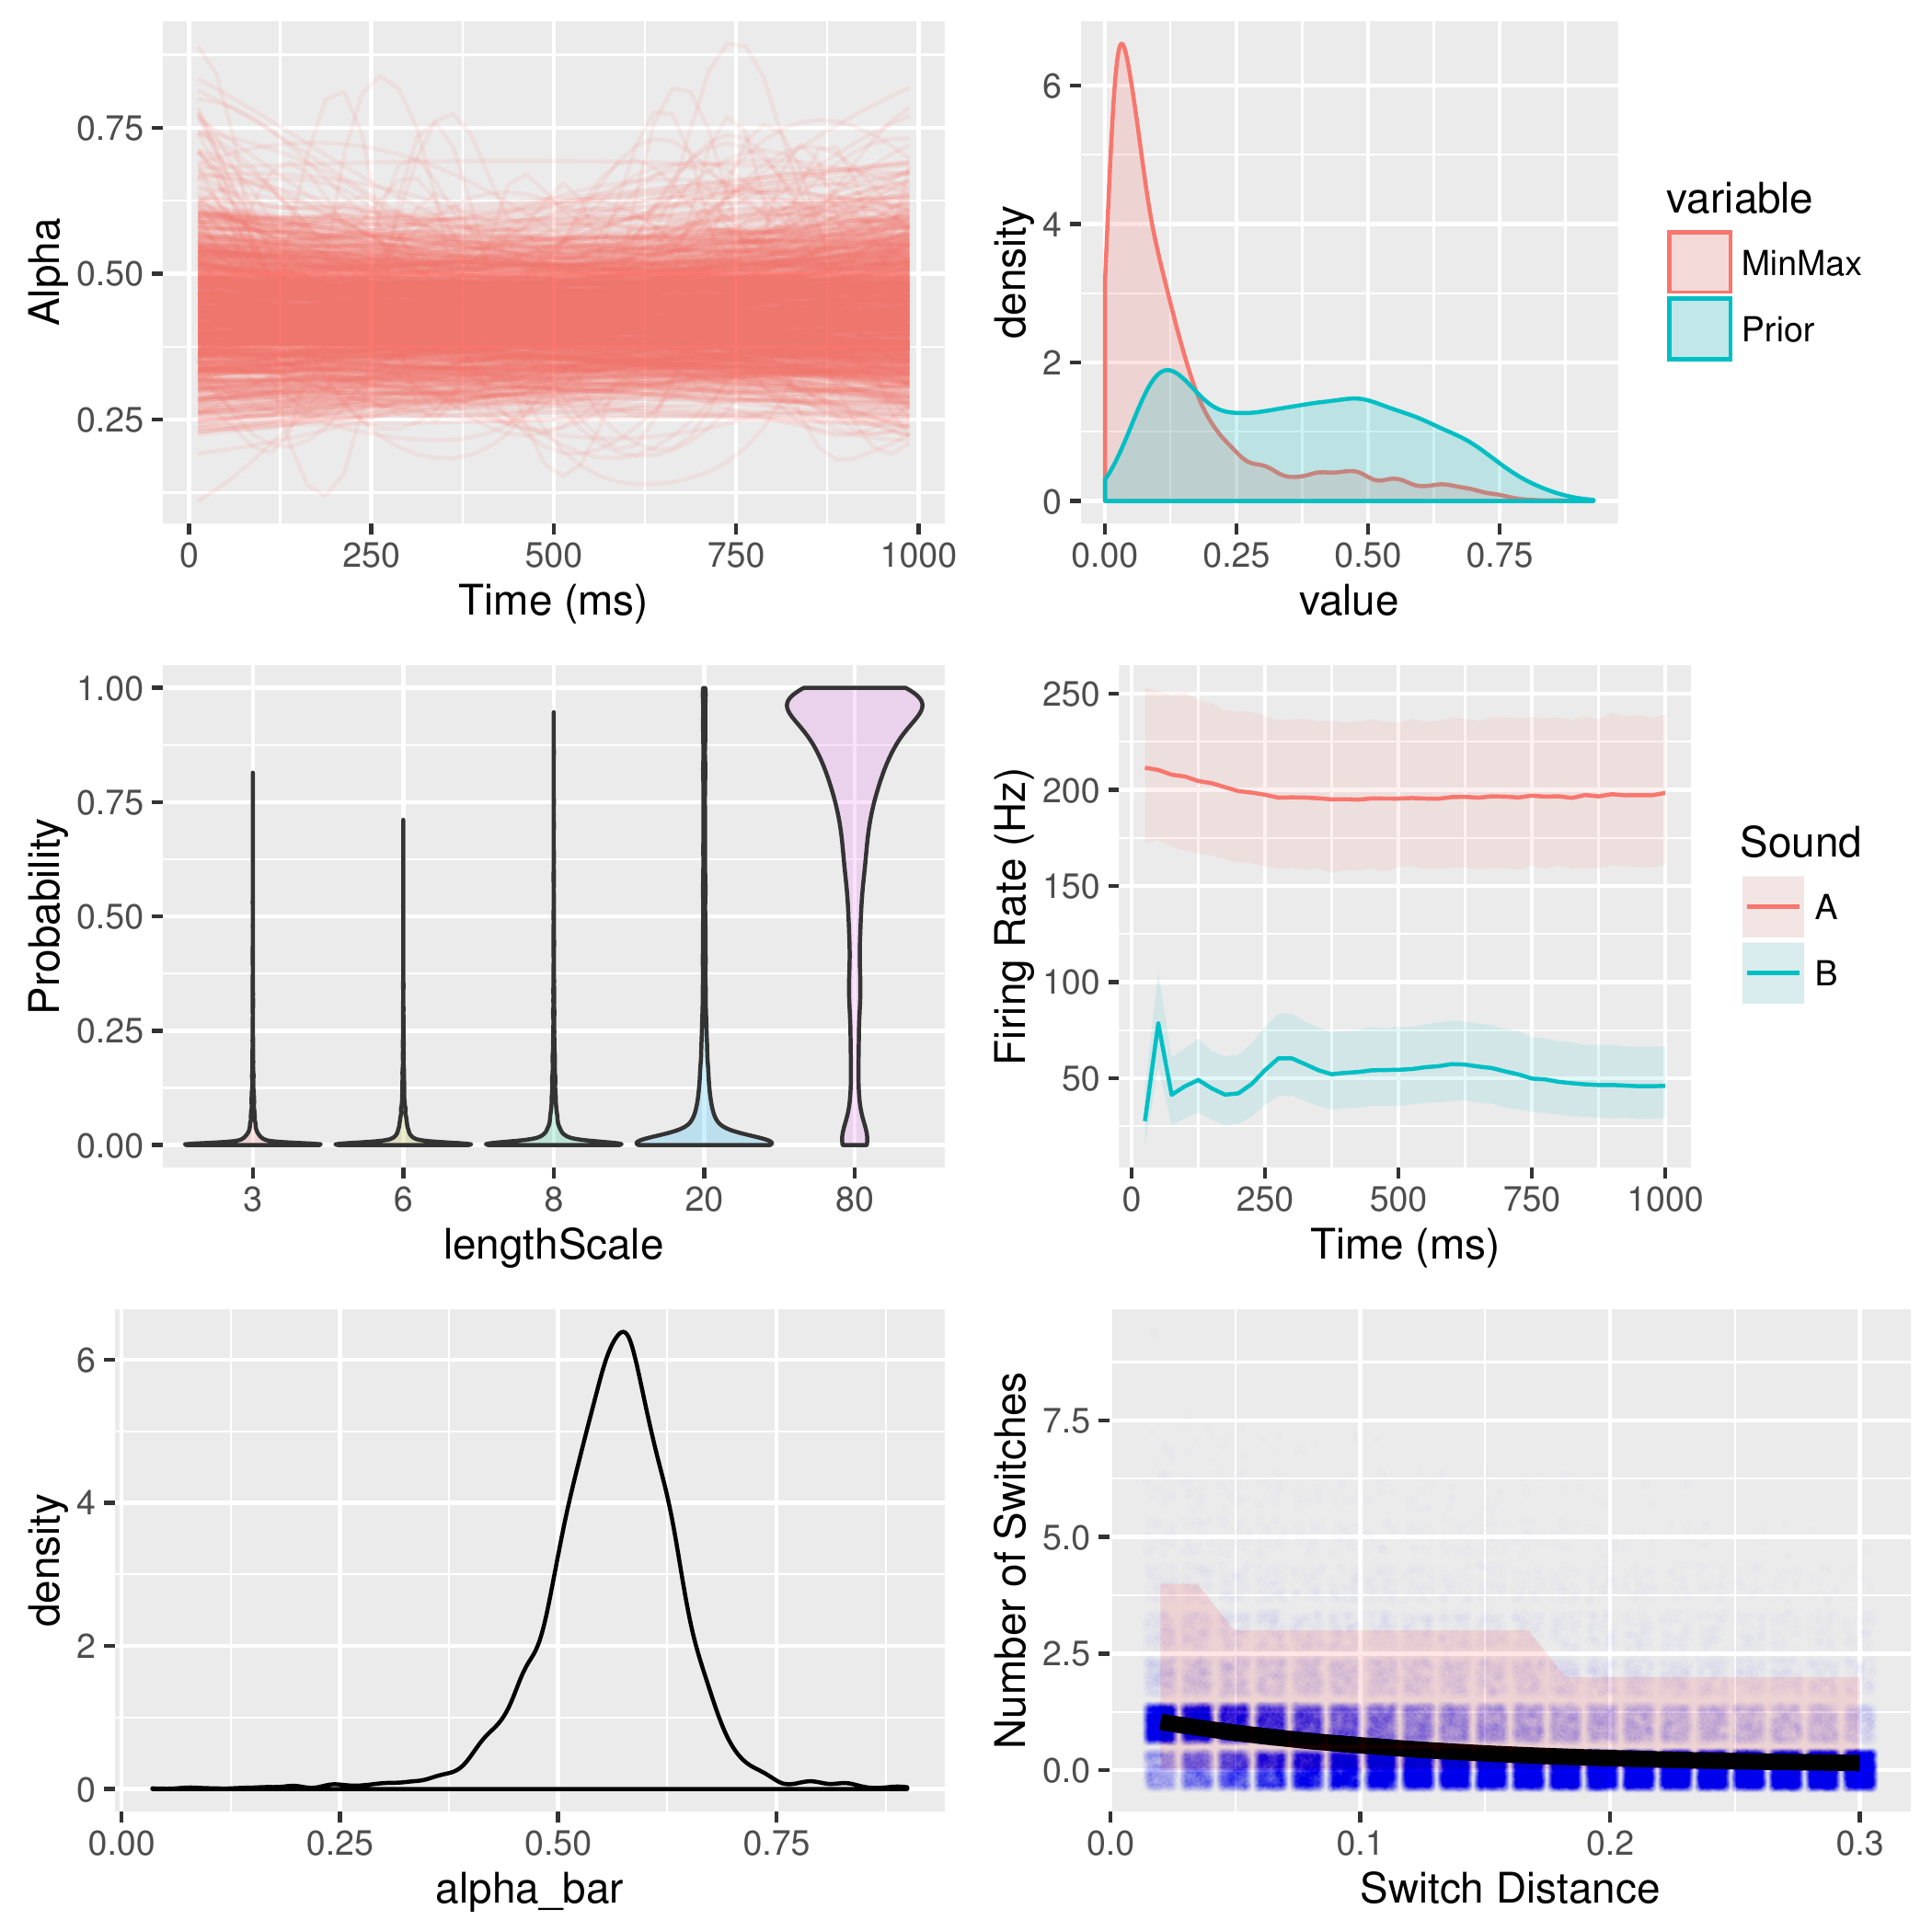 0.75
0.50
0.25
Alpha
0
250
500
750
1000
Time (ms)
6
4
2
0
density
0.00
0.25
0.50
0.75
value
variable
MinMax
Prior
1.00
0.75
0.50
0.25
0.00
Probability
3
6
8
20
80
lengthScale
250
200
150
100
50
Firing Rate (Hz)
0
250
500
750
1000
Time (ms)
Sound
A
B
6
4
2
0
density
0.00
0.25
0.50
0.75
alpha_bar
7.5
5.0
2.5
0.0
Number of Switches
0.0
0.1
0.2
0.3
Switch Distance